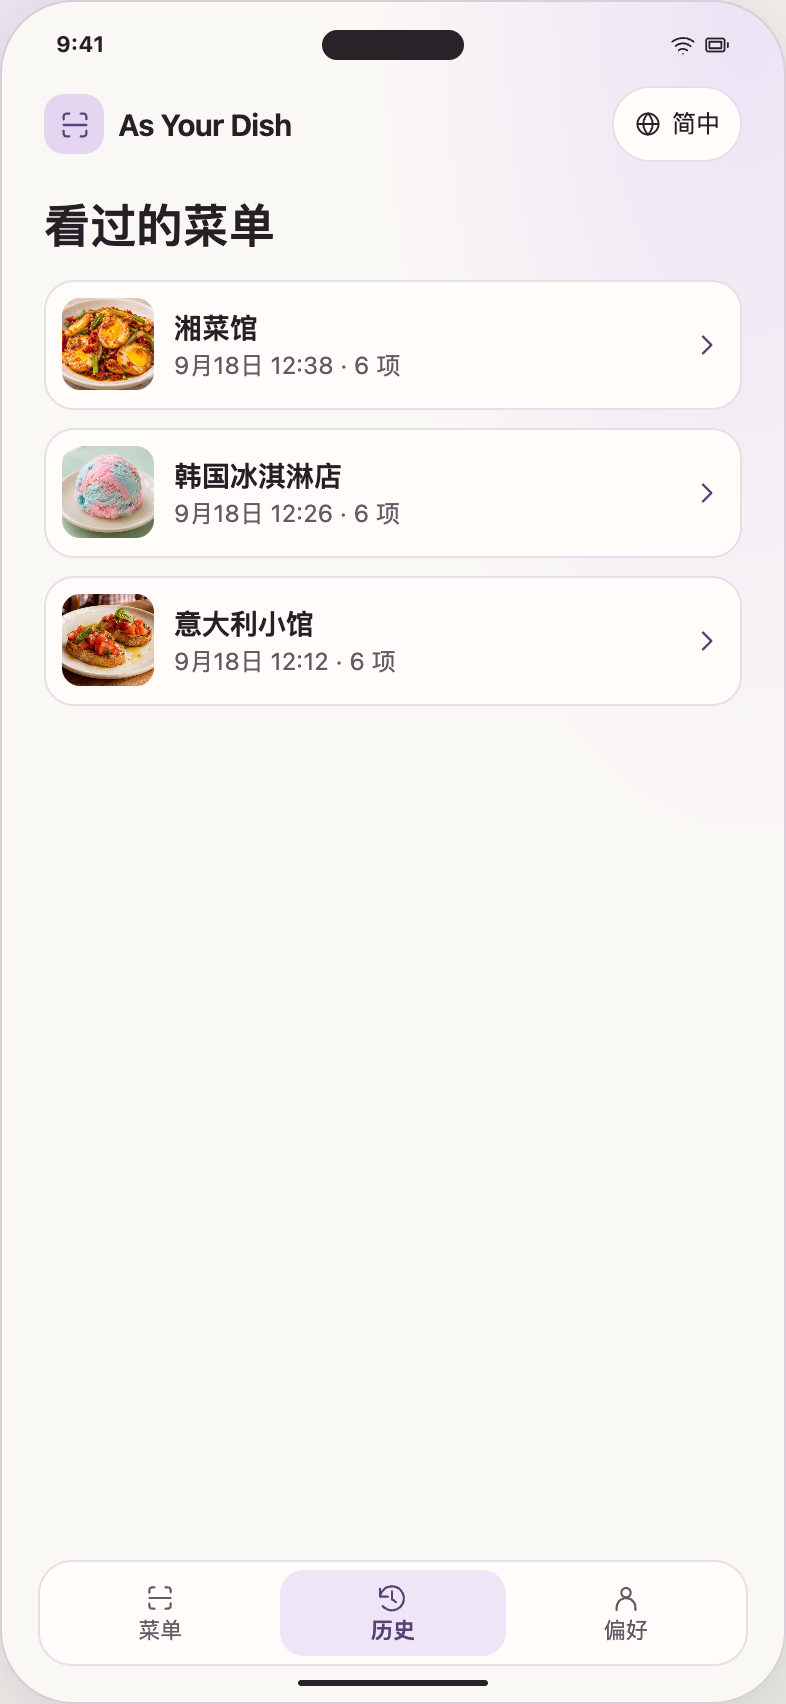 9:41
As Your Dish
简中
看过的菜单
湘菜馆
9月18日 12:38 · 6 项
韩国冰淇淋店
9月18日 12:26 · 6 项
意大利小馆
9月18日 12:12 · 6 项
菜单
历史
偏好